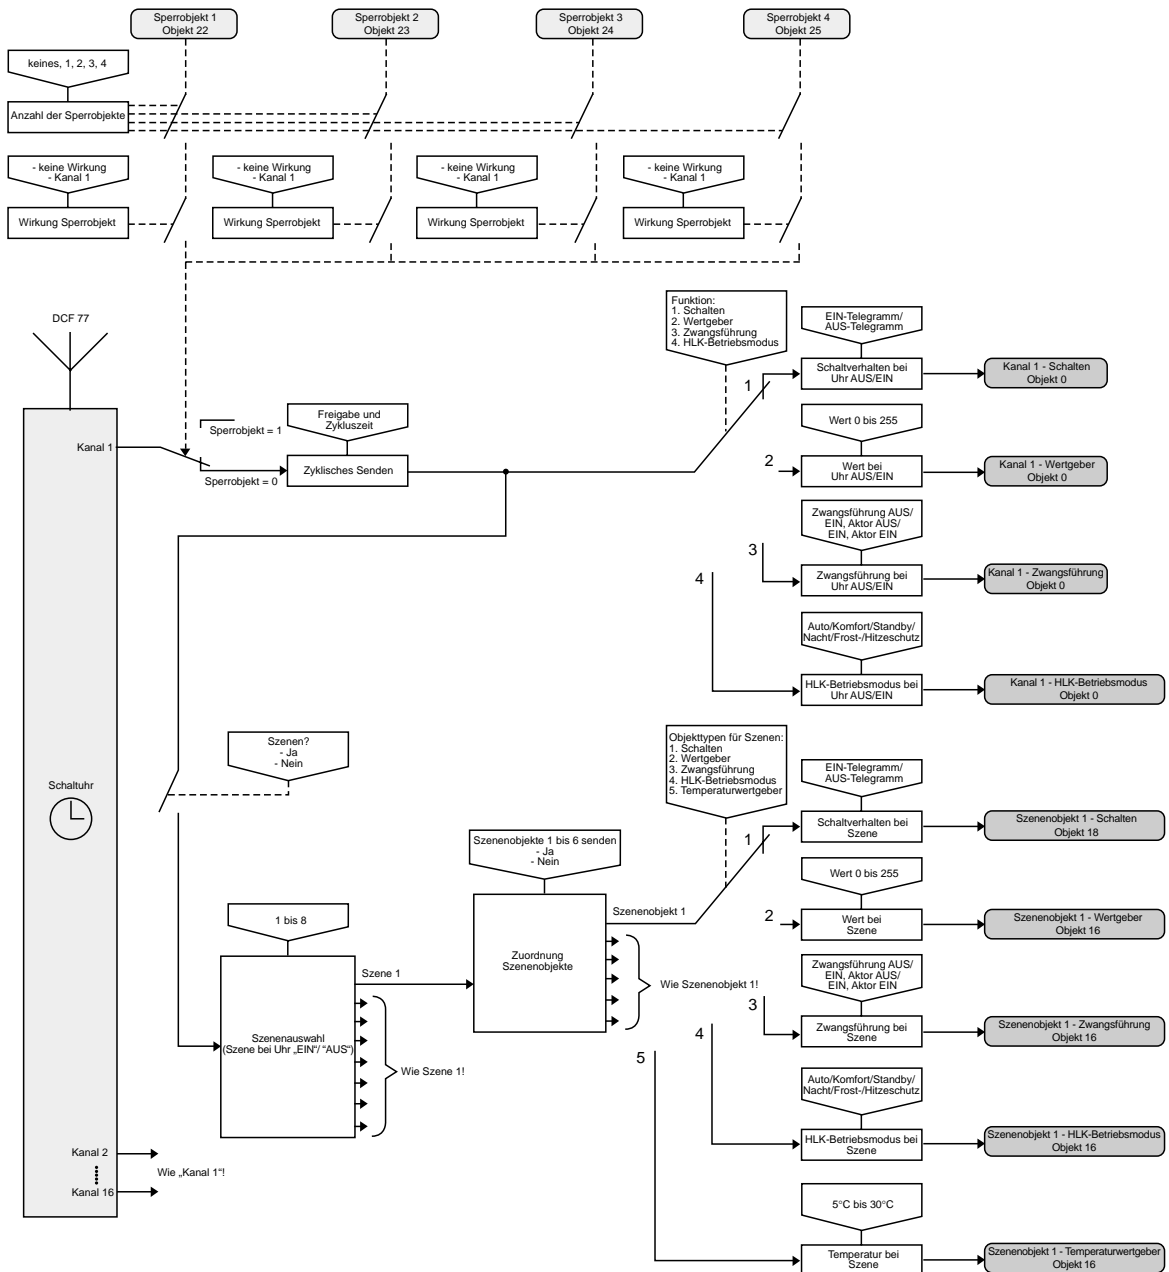 Sperrobjekt 1
Objekt 22
Sperrobjekt 2
Objekt 23
Sperrobjekt 3
Objekt 24
Sperrobjekt 4
Objekt 25
keines, 1, 2, 3, 4
Anzahl der Sperrobjekte
- keine Wirkung
- Kanal 1
- keine Wirkung
- Kanal 1
- keine Wirkung
- Kanal 1
- keine Wirkung
- Kanal 1
Wirkung Sperrobjekt
Wirkung Sperrobjekt
Wirkung Sperrobjekt
Wirkung Sperrobjekt
DCF 77
Funktion:
1. Schalten
2. Wertgeber
3. Zwangsführung
4. HLK-Betriebsmodus
EIN-Telegramm/
AUS-Telegramm
1
Schaltverhalten bei
Uhr AUS/EIN
Kanal 1 - Schalten
Objekt 0
Kanal 1
Sperrobjekt = 1
Sperrobjekt = 0
Freigabe und
Zykluszeit
Zyklisches Senden
Wert 0 bis 255
2
Wert bei
Uhr AUS/EIN
Kanal 1 - Wertgeber
Objekt 0
Zwangsführung AUS/
EIN, Aktor AUS/
EIN, Aktor EIN
3
Zwangsführung bei
Uhr AUS/EIN
Kanal 1 - Zwangsführung
Objekt 0
4
Auto/Komfort/Standby/
Nacht/Frost-/Hitzeschutz
HLK-Betriebsmodus bei
Uhr AUS/EIN
Kanal 1 - HLK-Betriebsmodus
Objekt 0
Szenen?
- Ja
- Nein
Schaltuhr
Objekttypen für Szenen:
1. Schalten
2. Wertgeber
3. Zwangsführung
4. HLK-Betriebsmodus
5. Temperaturwertgeber
EIN-Telegramm/
AUS-Telegramm
1
Schaltverhalten bei
Szene
Szenenobjekt 1 - Schalten
Objekt 18
Szenenobjekte 1 bis 6 senden
- Ja
- Nein
Zuordnung
Szenenobjekte
Szenenobjekt 1
Wie Szenenobjekt 1!
Wert 0 bis 255
2
Wert bei
Szene
Szenenobjekt 1 - Wertgeber
Objekt 16
1 bis 8
Szenenauswahl
(Szene bei Uhr „EIN"/ "AUS")
Szene 1
Wie Szene 1!
Zwangsführung AUS/
EIN, Aktor AUS/
EIN, Aktor EIN
3
Zwangsführung bei
Szene
Szenenobjekt 1 - Zwangsführung
Objekt 16
4
5
Auto/Komfort/Standby/
Nacht/Frost-/Hitzeschutz
HLK-Betriebsmodus bei
Szene
Szenenobjekt 1 - HLK-Betriebsmodus
Objekt 16
Kanal 2
Wie „Kanal 1"!
Kanal 16
5°C bis 30°C
Temperatur bei
Szene
Szenenobjekt 1 - Temperaturwertgeber
Objekt 16